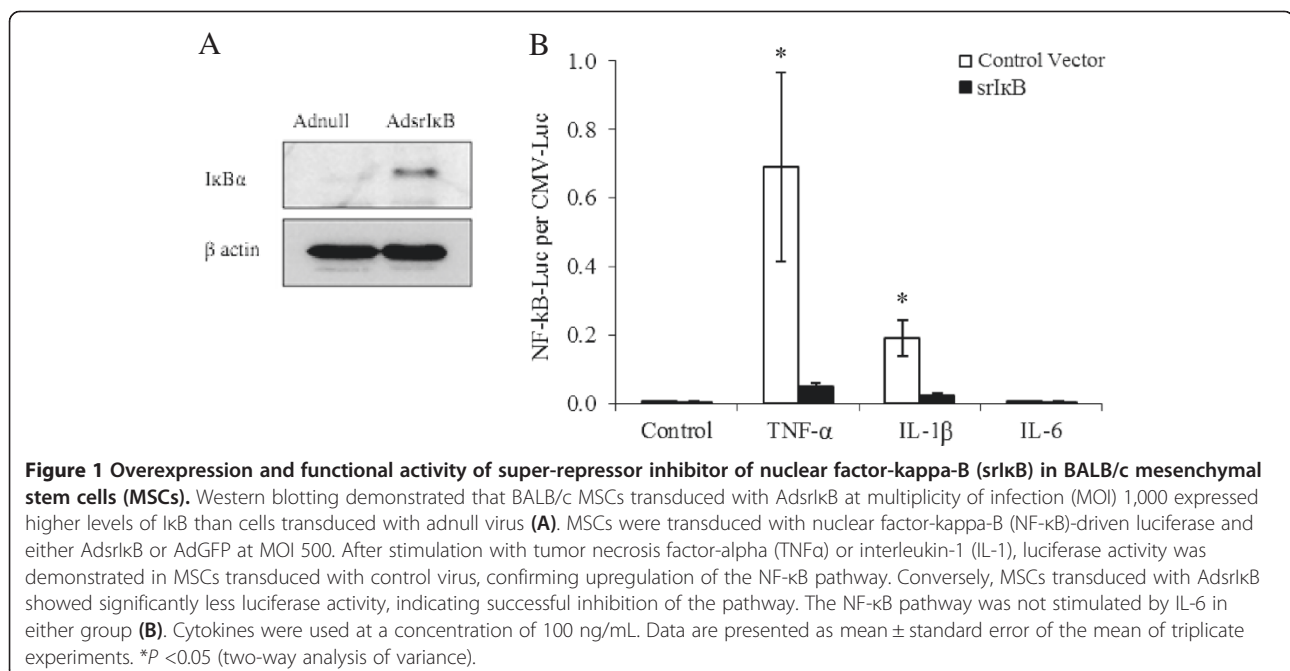 A
Adnull AdsrIκB
IκBα
β actin
B
*
*
Control Vector
srIκB
NF-kB-Luc per CMV-Luc
1.0
0.8
0.6
0.4
0.2
0.0
Control TNF-α IL-1β IL-6
Figure 1 Overexpression and functional activity of super-repressor inhibitor of nuclear factor-kappa-B (srIκB) in BALB/c mesenchymal
stem cells (MSCs). Western blotting demonstrated that BALB/c MSCs transduced with AdsrIκB at multiplicity of infection (MOI) 1,000 expressed
higher levels of IκB than cells transduced with adnull virus (A). MSCs were transduced with nuclear factor-kappa-B (NF-κB)-driven luciferase and
either AdsrIκB or AdGFP at MOI 500. After stimulation with tumor necrosis factor-alpha (TNFα) or interleukin-1 (IL-1), luciferase activity was
demonstrated in MSCs transduced with control virus, confirming upregulation of the NF-κB pathway. Conversely, MSCs transduced with AdsrIκB
showed significantly less luciferase activity, indicating successful inhibition of the pathway. The NF-κB pathway was not stimulated by IL-6 in
either group (B). Cytokines were used at a concentration of 100 ng/mL. Data are presented as mean ± standard error of the mean of triplicate
experiments. *P <0.05 (two-way analysis of variance).